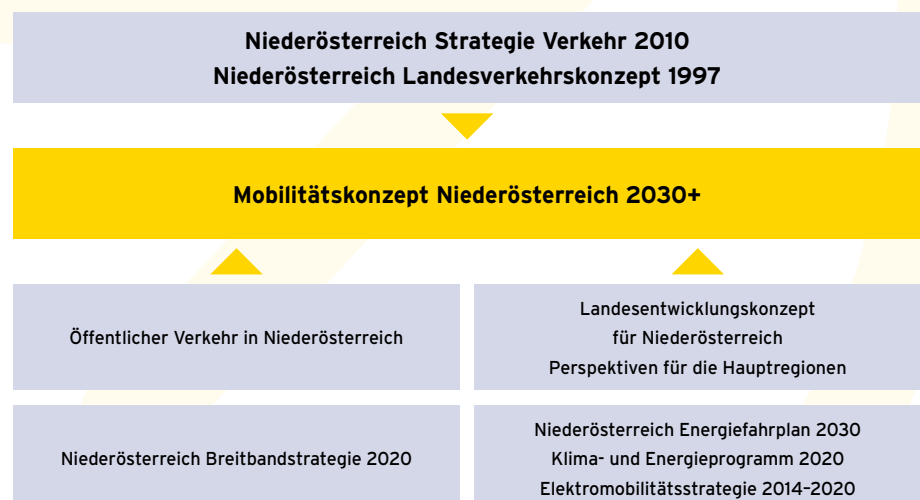 Niederösterreich Strategie Verkehr 2010
Niederösterreich Landesverkehrskonzept 1997
Mobilitätskonzept Niederösterreich 2030+
Öffentlicher Verkehr in Niederösterreich
Landesentwicklungskonzept
für Niederösterreich
Perspektiven für die Hauptregionen
Niederösterreich Breitbandstrategie 2020
Niederösterreich Energiefahrplan 2030
Klima- und Energieprogramm 2020
Elektromobilitätsstrategie 2014–2020